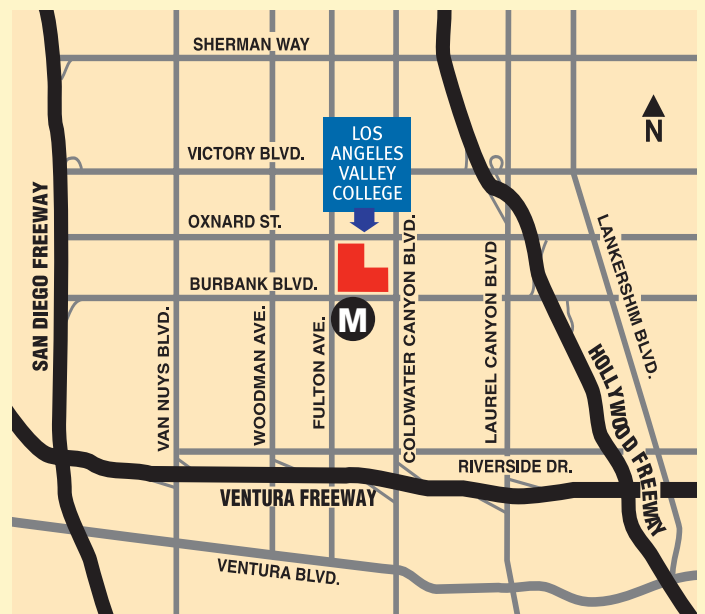 SHERMAN WAY
LOS
ANGELES
VALLEY
COLLEGE
N
VICTORY BLVD.
OXNARD ST.
BURBANK BLVD.
M
SAN DIEGO FREEWAY
VAN NUYS BLVD.
WOODMAN AVE.
FULTON AVE.
COLDWATER CANYON BLVD.
LAUREL CANYON BLVD
HOLLYWOOD FREEWAY
LANKERSHIM BLVD.
RIVERSIDE DR.
VENTURA FREEWAY
VENTURA BLVD.